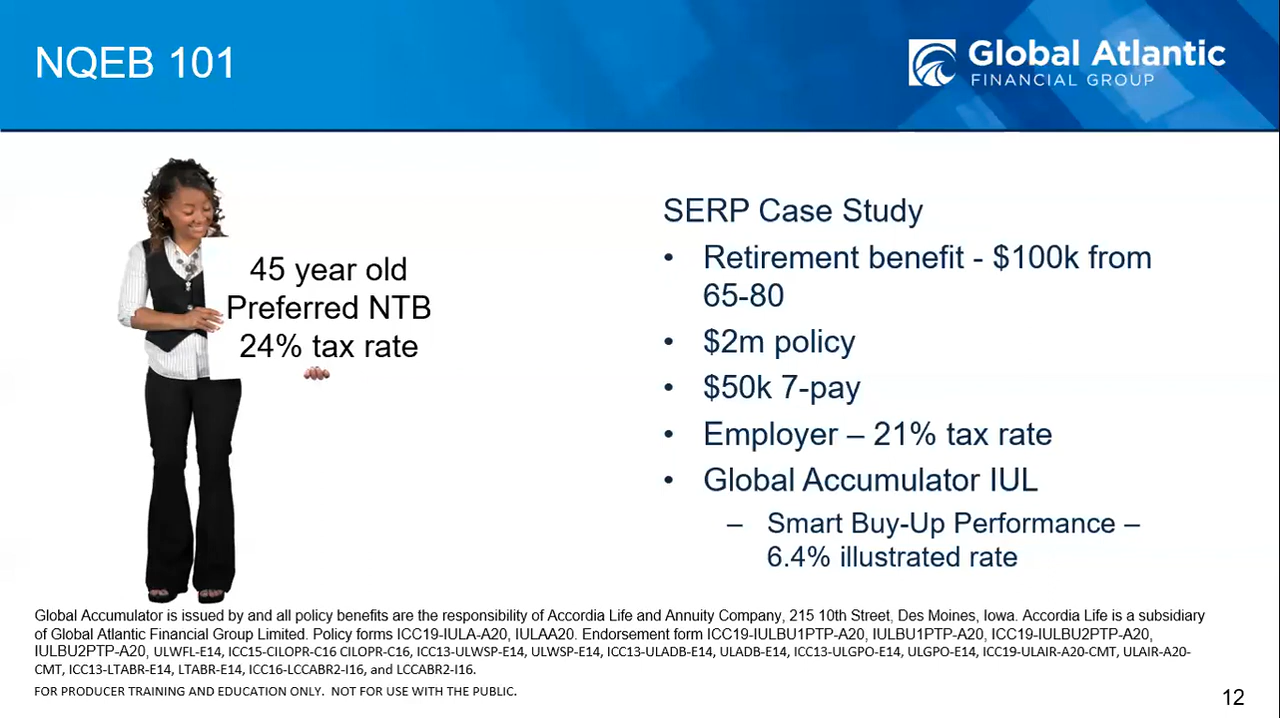 NQEB 101
Global Atlantic
FINANCIAL GROUP
45 year old
Preferred NTB
24% tax rate
SERP Case Study
• Retirement benefit - $100k from
65-80
• $2m policy
• $50k 7-pay
• Employer – 21% tax rate
• Global Accumulator IUL
– Smart Buy-Up Performance –
6.4% illustrated rate
Global Accumulator is issued by and all policy benefits are the responsibility of Accordia Life and Annuity Company, 215 10th Street, Des Moines, Iowa. Accordia Life is a subsidiary
of Global Atlantic Financial Group Limited. Policy forms ICC19-IULA-A20, IULAA20. Endorsement form ICC19-IULBU1PTP-A20, IULBU1PTP-A20, ICC19-IULBU2PTP-A20,
IULBU2PTP-A20, ULWFL-E14, ICC15-CILOPR-C16 CILOPR-C16, ICC13-ULWSP-E14, ULWSP-E14, ICC13-ULADB-E14, ULADB-E14, ICC13-ULGPO-E14, ULGPO-E14, ICC19-ULAIR-A20-CMT, ULAIR-A20-
CMT, ICC13-LTABR-E14, LTABR-E14, ICC16-LCCABR2-I16, and LCCABR2-I16.
FOR PRODUCER TRAINING AND EDUCATION ONLY. NOT FOR USE WITH THE PUBLIC.
12